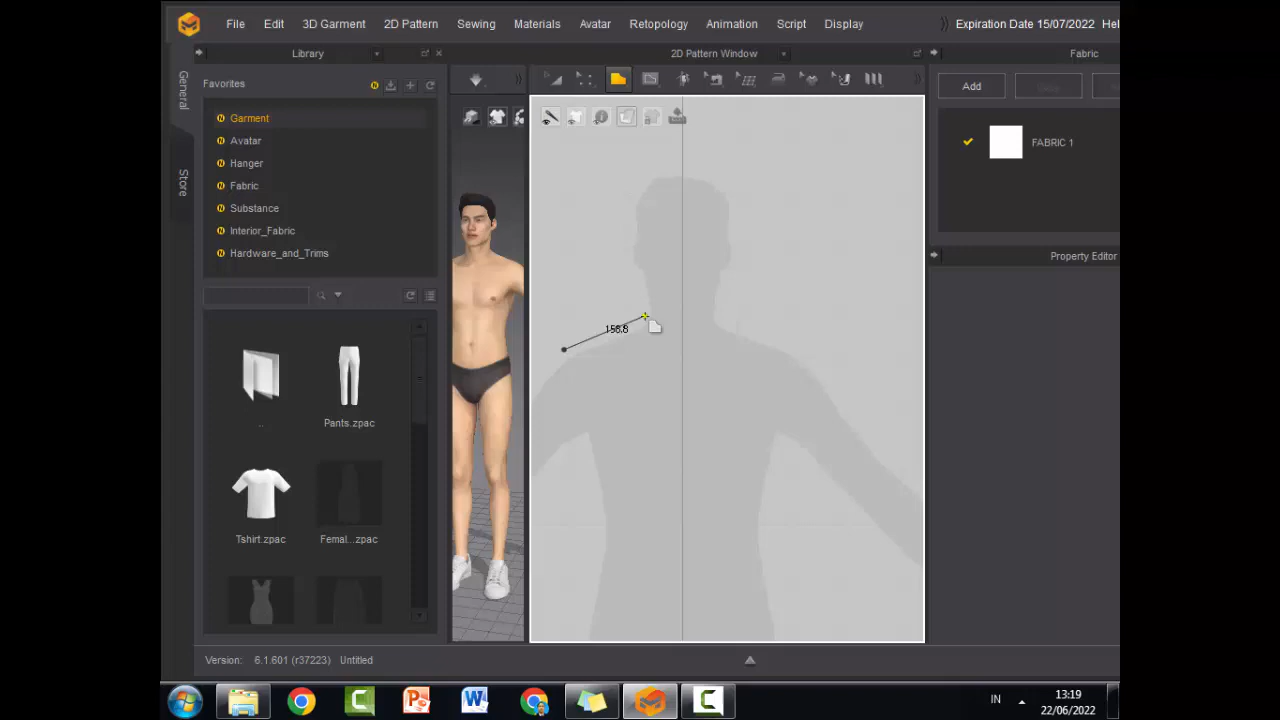 File Edit 3D Garment 2D Pattern Sewing Materials Avatar Retopology Animation Script Display Expiration Date 15/07/2022 Hel
Library
2D Pattern Window
Fabric
General
Store
Favorites
Add
Garment
Avatar
Hanger
Fabric
Substance
Interior_Fabric
Hardware_and_Trims
FABRIC 1
Property Editor
158.8
..
Pants.zpac
Tshirt.zpac
Femal...zpac
Version: 6.1.601 (r37223) Untitled
IN
13:19
22/06/2022